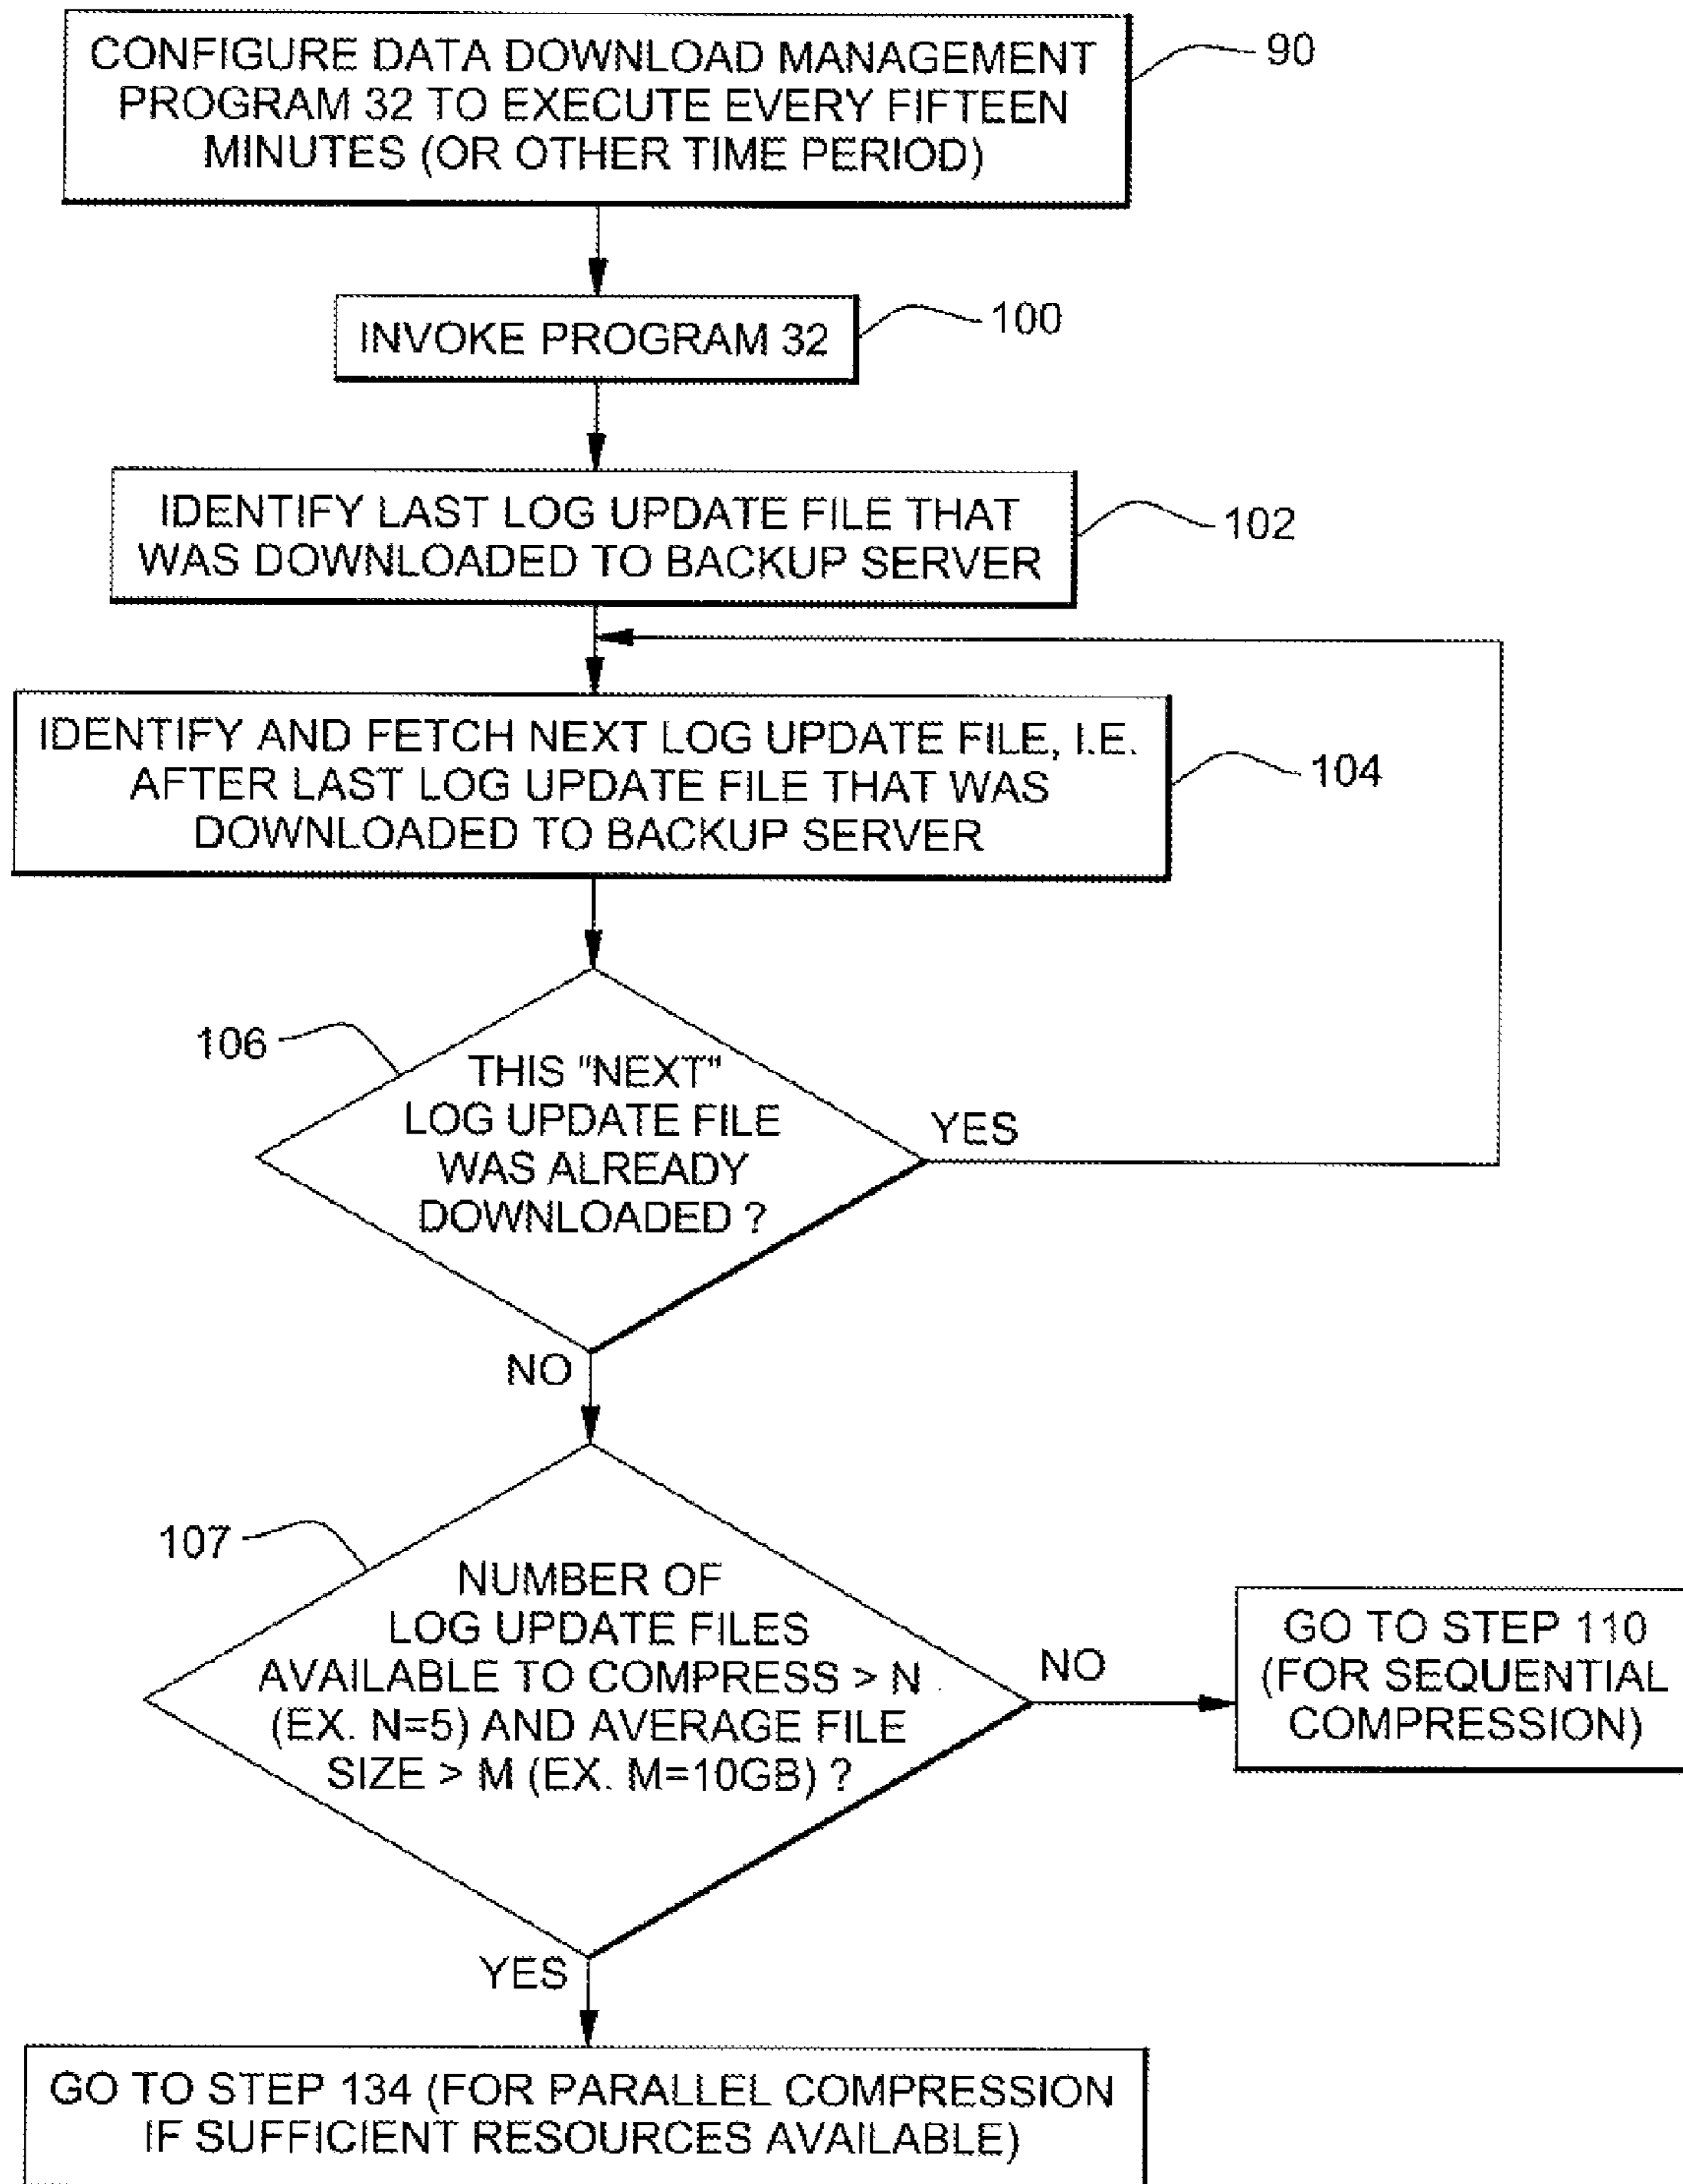 CONFIGURE DATA DOWNLOAD MANAGEMENT
PROGRAM 32 TO EXECUTE EVERY FIFTEEN
MINUTES (OR OTHER TIME PERIOD)
90
INVOKE PROGRAM 32
100
IDENTIFY LAST LOG UPDATE FILE THAT
WAS DOWNLOADED TO BACKUP SERVER
102
IDENTIFY AND FETCH NEXT LOG UPDATE FILE, I.E.
AFTER LAST LOG UPDATE FILE THAT WAS
DOWNLOADED TO BACKUP SERVER
104
106
THIS "NEXT"
LOG UPDATE FILE
WAS ALREADY
DOWNLOADED ?
YES
NO
107
NUMBER OF
LOG UPDATE FILES
AVAILABLE TO COMPRESS > N
(EX. N=5) AND AVERAGE FILE
SIZE > M (EX. M=10GB) ?
NO
GO TO STEP 110
(FOR SEQUENTIAL
COMPRESSION)
YES
GO TO STEP 134 (FOR PARALLEL COMPRESSION
IF SUFFICIENT RESOURCES AVAILABLE)